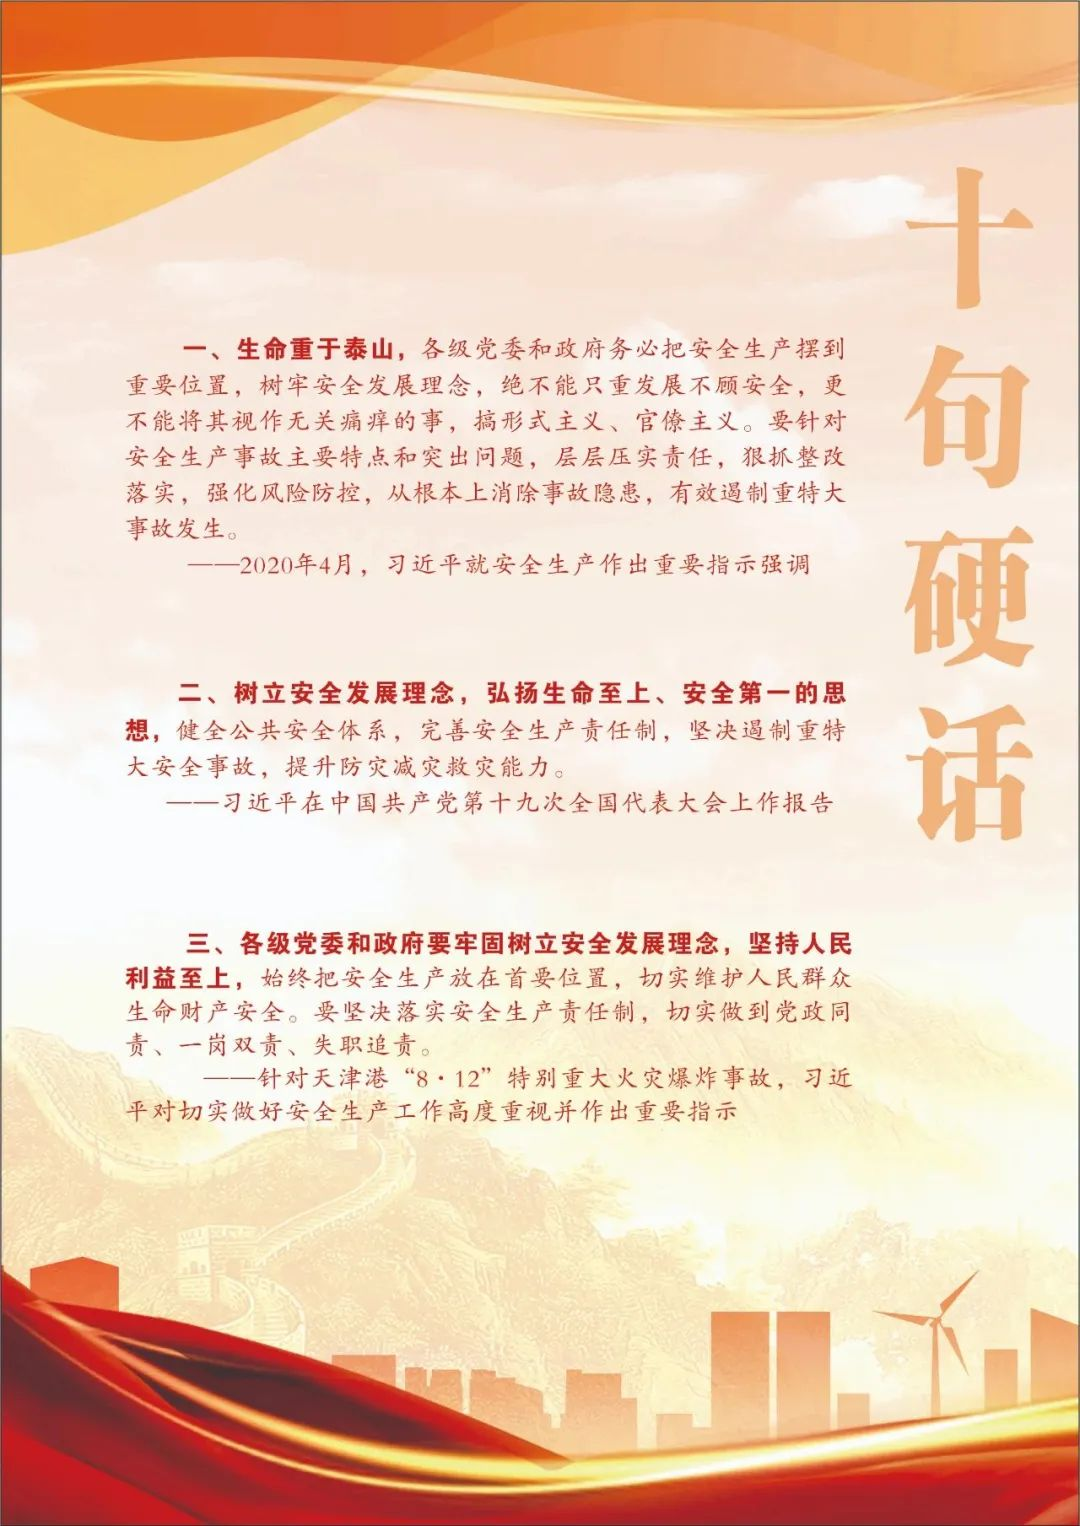 十句硬话
一、生命重于泰山，各级党委和政府务必把安全生产摆到
重要位置，树牢安全发展理念，绝不能只重发展不顾安全，更
不能将其视作无关痛痒的事，搞形式主义、官僚主义。要针对
安全生产事故主要特点和突出问题，层层压实责任，狠抓整改
落实，强化风险防控，从根本上消除事故隐患，有效遏制重特大
事故发生。
——2020年4月，习近平就安全生产作出重要指示强调
二、树立安全发展理念，弘扬生命至上、安全第一的思
想，健全公共安全体系，完善安全生产责任制，坚决遏制重特
大安全事故，提升防灾减灾救灾能力。
——习近平在中国共产党第十九次全国代表大会上作报告
三、各级党委和政府要牢固树立安全发展理念，坚持人民
利益至上，始终把安全生产放在首要位置，切实维护人民群众
生命财产安全。要坚决落实安全生产责任制，切实做到党政同
责、一岗双责、失职追责。
——针对天津港“8·12”特别重大火灾爆炸事故，习近
平对切实做好安全生产工作高度重视并作出重要指示